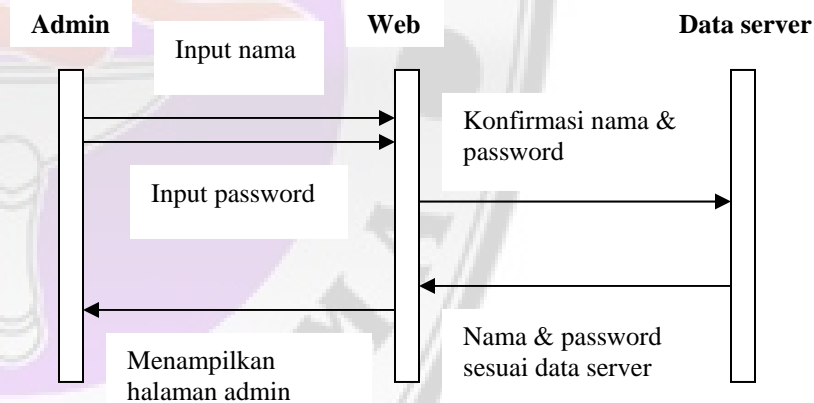 Admin
Web
Data server
Input nama
Konfirmasi nama &
password
Input password
Nama & password
sesuai data server
Menampilkan
halaman admin
M A